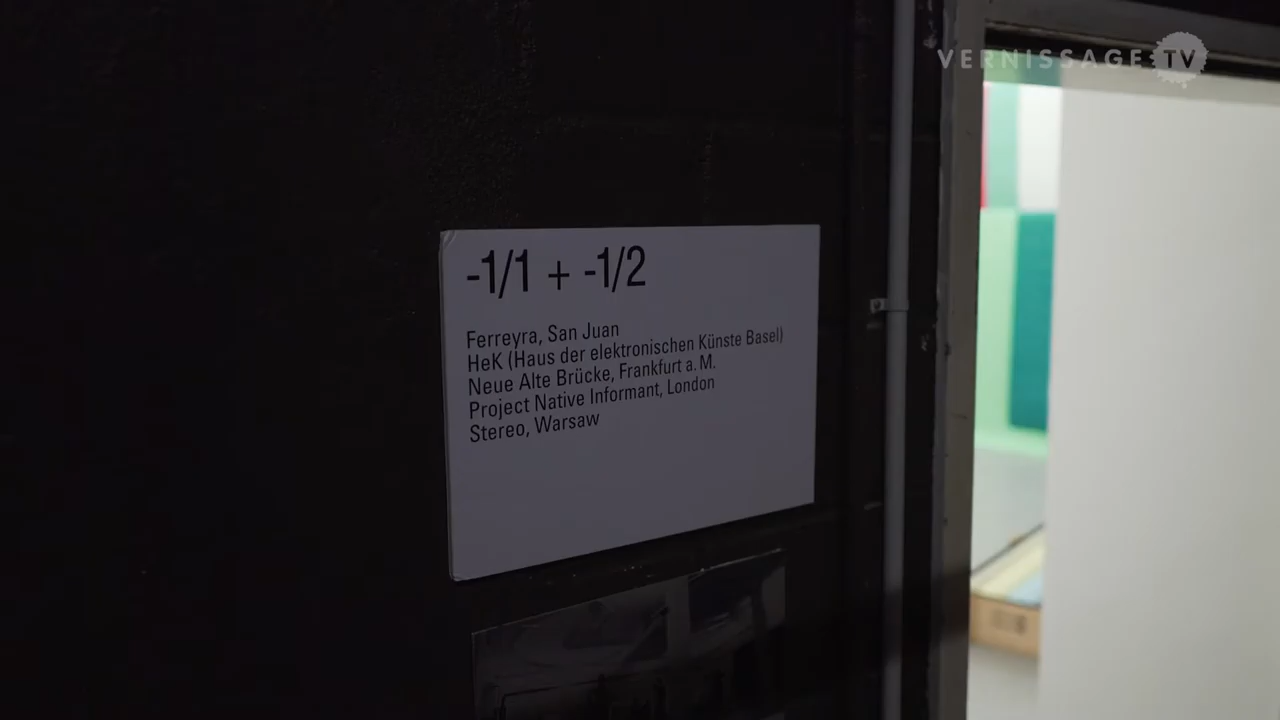 VERNISSAGE TV
-1/1 + -1/2
Ferreyra, San Juan
HeK (Haus der elektronischen Künste Basel)
Neue Alte Brücke, Frankfurt a. M.
Project Native Informant, London
Stereo, Warsaw